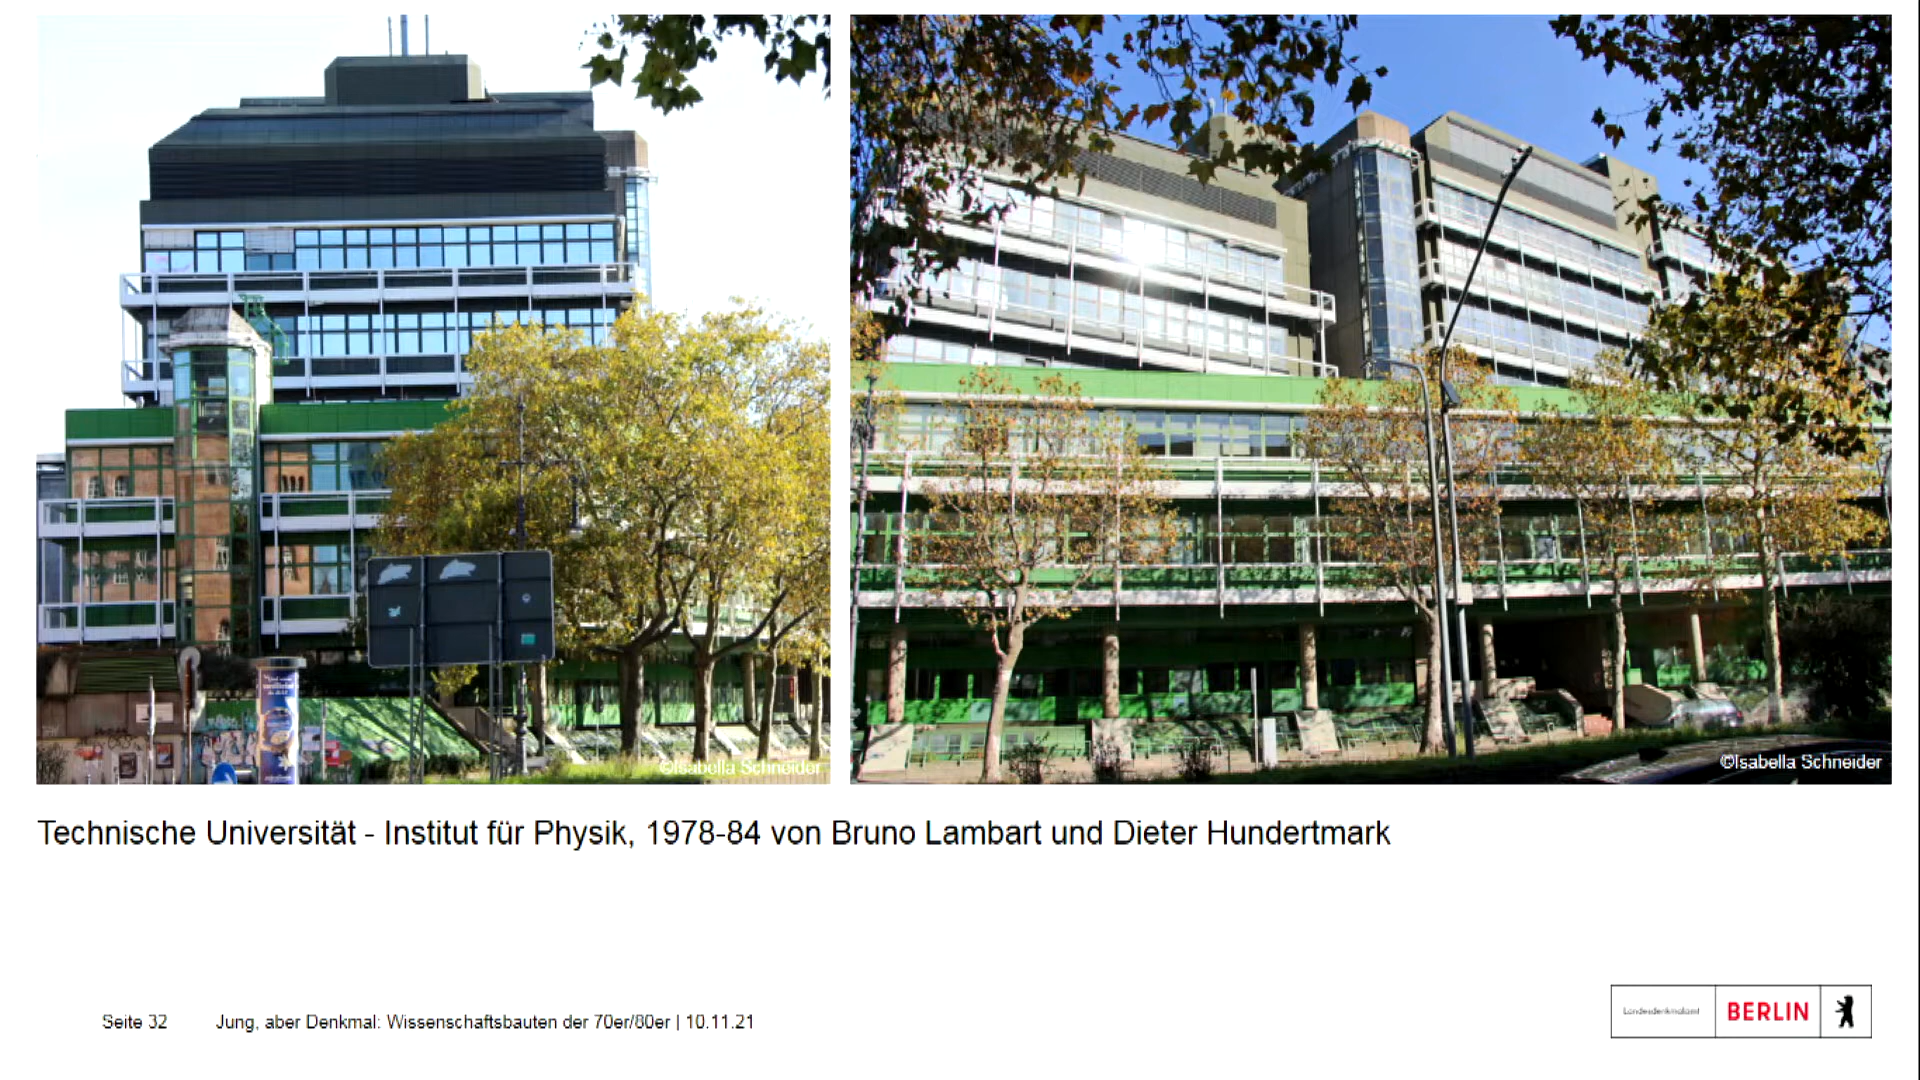 ©Isabella Schneider
©Isabella Schneider
Technische Universität - Institut für Physik, 1978-84 von Bruno Lambart und Dieter Hundertmark
Seite 32
Jung, aber Denkmal: Wissenschaftsbauten der 70er/80er | 10.11.21
Landesdenkmalamt
BERLIN